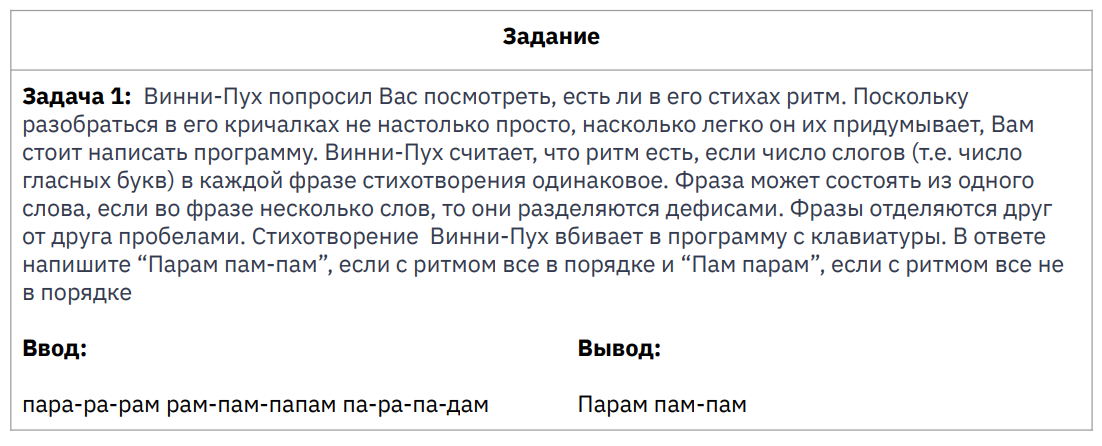 Задание
Задача 1: Винни-Пух попросил Вас посмотреть, есть ли в его стихах ритм. Поскольку
разобраться в его кричалках не настолько просто, насколько легко он их придумывает, Вам
стоит написать программу. Винни-Пух считает, что ритм есть, если число слогов (т.е. число
гласных букв) в каждой фразе стихотворения одинаковое. Фраза может состоять из одного
слова, если во фразе несколько слов, то они разделяются дефисами. Фразы отделяются друг
от друга пробелами. Стихотворение Винни-Пух вбивает в программу с клавиатуры. В ответе
напишите “Парам пам-пам”, если с ритмом все в порядке и “Пам парам”, если с ритмом все не
в порядке
Ввод: Вывод:
пара-ра-рам рам-пам-папам па-ра-па-дам Парам пам-пам